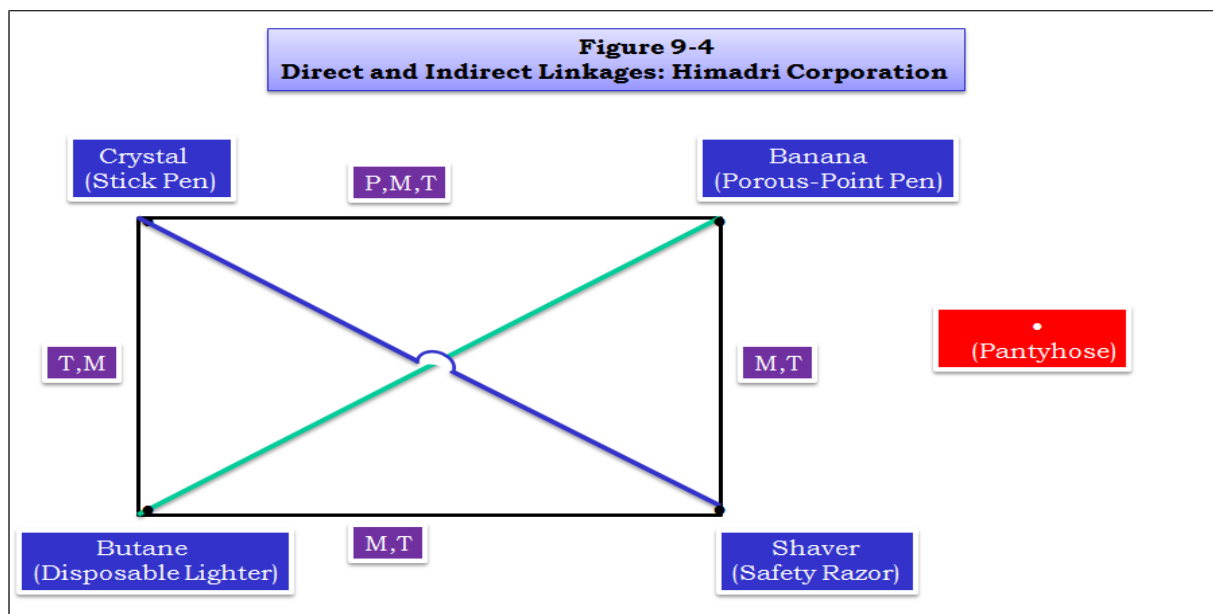 Figure 9-4
Direct and Indirect Linkages: Himadri Corporation
Crystal
(Stick Pen)
Banana
(Porous-Point Pen)
P,M,T
T,M
M,T
•
(Pantyhose)
Butane
(Disposable Lighter)
M,T
Shaver
(Safety Razor)